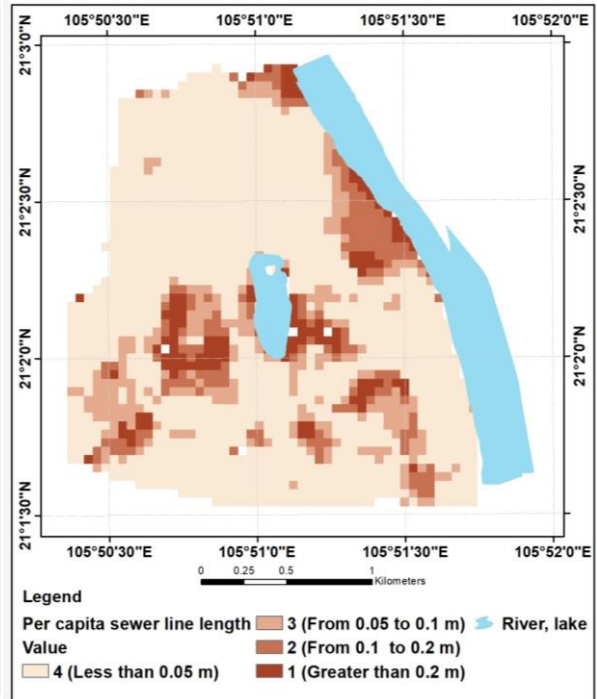 105°50'30"E 105°51'0"E 105°51'30"E 105°52'0"E
21°3'0"N
21°3'0"N
21°2'30"N
21°2'30"N
21°2'0"N
21°2'0"N
21°1'30"N
105°50'30"E 105°51'0"E 105°51'30"E 105°52'0"E
0 0.25 0.5 1
Kilometers
Legend
Per capita sewer line length 3 (From 0.05 to 0.1 m) River, lake
Value 2 (From 0.1 to 0.2 m)
4 (Less than 0.05 m) 1 (Greater than 0.2 m)